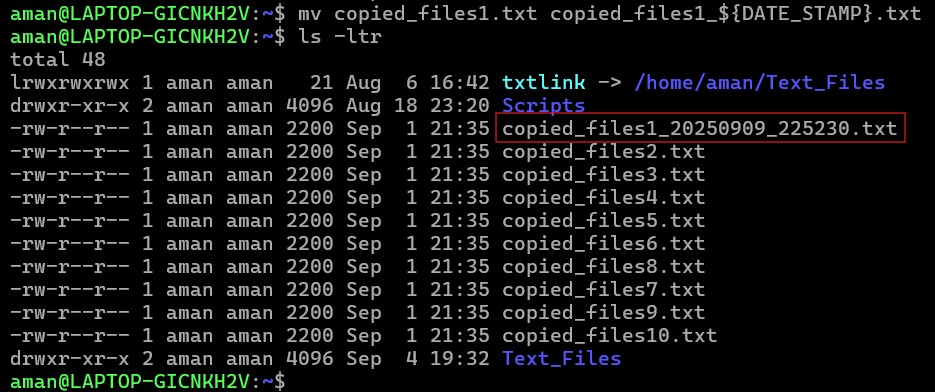 aman@LAPTOP-GICNKH2V:~$ mv copied_files1.txt copied_files1_${DATE_STAMP}.txt
aman@LAPTOP-GICNKH2V:~$ ls -ltr
total 48
lrwxrwxrwx 1 aman aman   21 Aug  6 16:42 txtlink -> /home/aman/Text_Files
drwxr-xr-x 2 aman aman 4096 Aug 18 23:20 Scripts
-rw-r--r-- 1 aman aman 2200 Sep  1 21:35 copied_files1_20250909_225230.txt
-rw-r--r-- 1 aman aman 2200 Sep  1 21:35 copied_files2.txt
-rw-r--r-- 1 aman aman 2200 Sep  1 21:35 copied_files3.txt
-rw-r--r-- 1 aman aman 2200 Sep  1 21:35 copied_files4.txt
-rw-r--r-- 1 aman aman 2200 Sep  1 21:35 copied_files5.txt
-rw-r--r-- 1 aman aman 2200 Sep  1 21:35 copied_files6.txt
-rw-r--r-- 1 aman aman 2200 Sep  1 21:35 copied_files8.txt
-rw-r--r-- 1 aman aman 2200 Sep  1 21:35 copied_files7.txt
-rw-r--r-- 1 aman aman 2200 Sep  1 21:35 copied_files9.txt
-rw-r--r-- 1 aman aman 2200 Sep  1 21:35 copied_files10.txt
drwxr-xr-x 2 aman aman 4096 Sep  4 19:32 Text_Files
aman@LAPTOP-GICNKH2V:~$